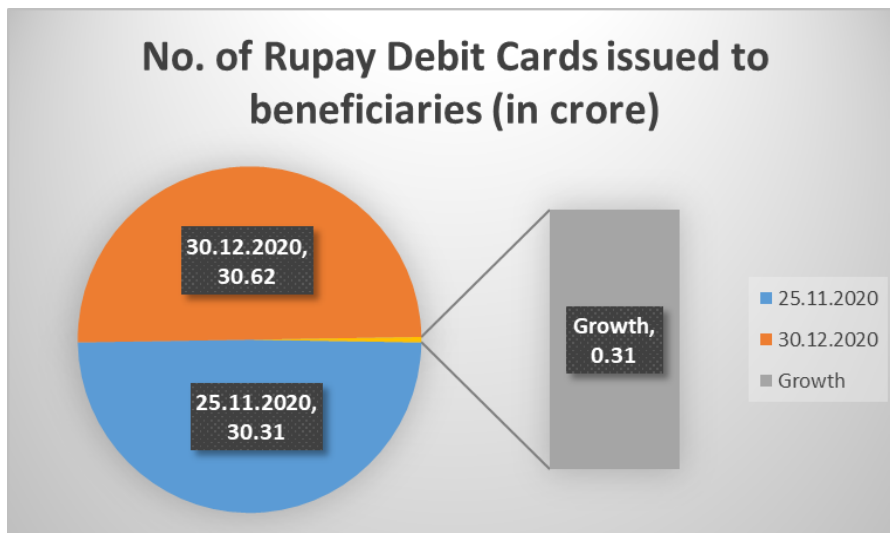 No. of Rupay Debit Cards issued to
beneficiaries (in crore)
30.12.2020,
30.62
25.11.2020,
30.31
Growth,
0.31
25.11.2020
30.12.2020
Growth